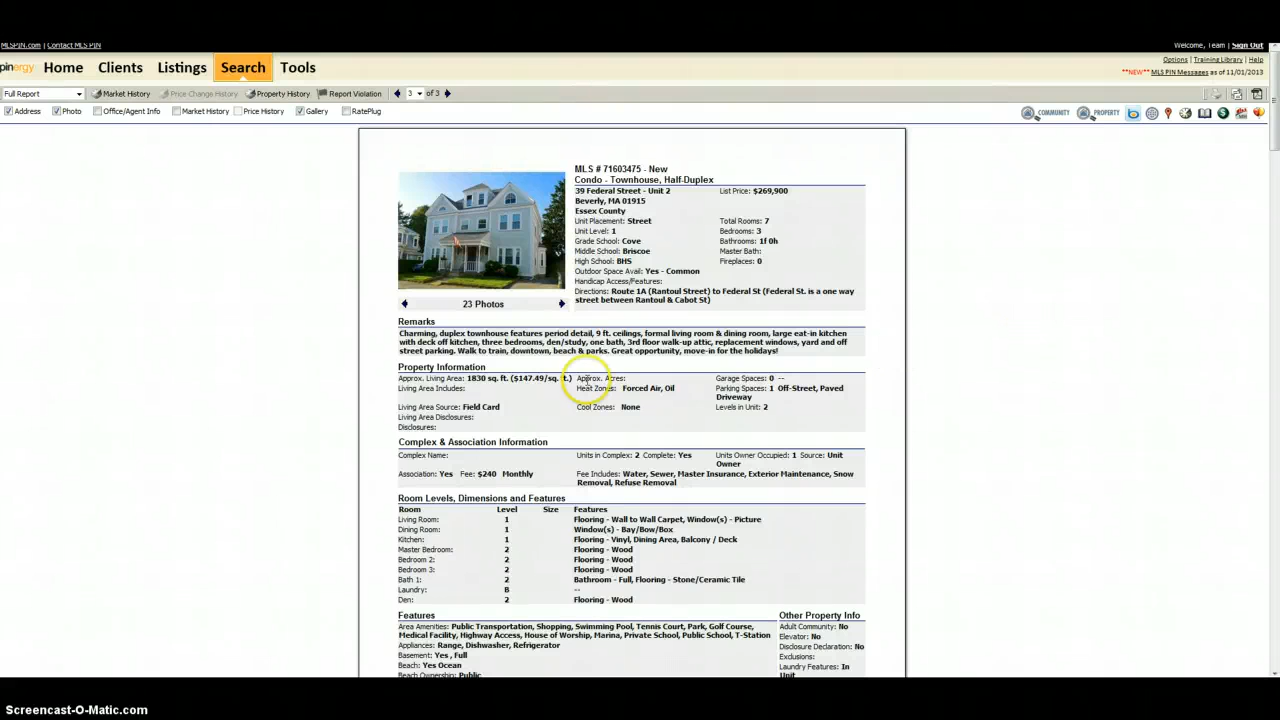 MLSPIN.com | Contact MLS PIN
Welcome, Team | Sign Out
pinergy Home Clients Listings Search Tools
Options | Training Library | Help
**NEW** MLS PIN Messages as of 11/01/2013
Full Report Market History Price Change History Property History Report Violation 3 of 3
Address Photo Office/Agent Info Market History Price History Gallery RatePlug
COMMUNITY PROPERTY
MLS # 71603475 - New
Condo - Townhouse, Half-Duplex
39 Federal Street - Unit 2 List Price: $269,900
Beverly, MA 01915
Essex County
Unit Placement: Street Total Rooms: 7
Unit Level: 1 Bedrooms: 3
Grade School: Cove Bathrooms: 1f 0h
Middle School: Briscoe Master Bath:
High School: BHS Fireplaces: 0
Outdoor Space Avail: Yes - Common
Handicap Access/Features:
Directions: Route 1A (Rantoul Street) to Federal St (Federal St. is a one way
street between Rantoul & Cabot St)
23 Photos
Remarks
Charming, duplex townhouse features period detail, 9 ft. ceilings, formal living room & dining room, large eat-in kitchen
with deck off kitchen, three bedrooms, den/study, one bath, 3rd floor walk-up attic, replacement windows, yard and off
street parking. Walk to train, downtown, beach & parks. Great opportunity, move-in for the holidays!
Property Information
Approx. Living Area: 1830 sq. ft. ($147.49/sq. ft.) Approx. Acres: Garage Spaces: 0 --
Living Area Includes: Heat Zones: Forced Air, Oil Parking Spaces: 1 Off-Street, Paved
Driveway
Living Area Source: Field Card Cool Zones: None Levels in Unit: 2
Living Area Disclosures:
Disclosures:
Complex & Association Information
Complex Name: Units in Complex: 2 Complete: Yes Units Owner Occupied: 1 Source: Unit
Owner
Association: Yes Fee: $240 Monthly Fee Includes: Water, Sewer, Master Insurance, Exterior Maintenance, Snow
Removal, Refuse Removal
Room Levels, Dimensions and Features
Room Level Size Features
Living Room: 1 Flooring - Wall to Wall Carpet, Window(s) - Picture
Dining Room: 1 Window(s) - Bay/Bow/Box
Kitchen: 1 Flooring - Vinyl, Dining Area, Balcony / Deck
Master Bedroom: 2 Flooring - Wood
Bedroom 2: 2 Flooring - Wood
Bedroom 3: 2 Flooring - Wood
Bath 1: 2 Bathroom - Full, Flooring - Stone/Ceramic Tile
Laundry: B --
Den: 2 Flooring - Wood
Features Other Property Info
Area Amenities: Public Transportation, Shopping, Swimming Pool, Tennis Court, Park, Golf Course, Adult Community: No
Medical Facility, Highway Access, House of Worship, Marina, Private School, Public School, T-Station Elevator: No
Appliances: Range, Dishwasher, Refrigerator Disclosure Declaration: No
Basement: Yes , Full Exclusions:
Beach: Yes Ocean Laundry Features: In
Beach Ownership: Public Unit
Screencast-O-Matic.com